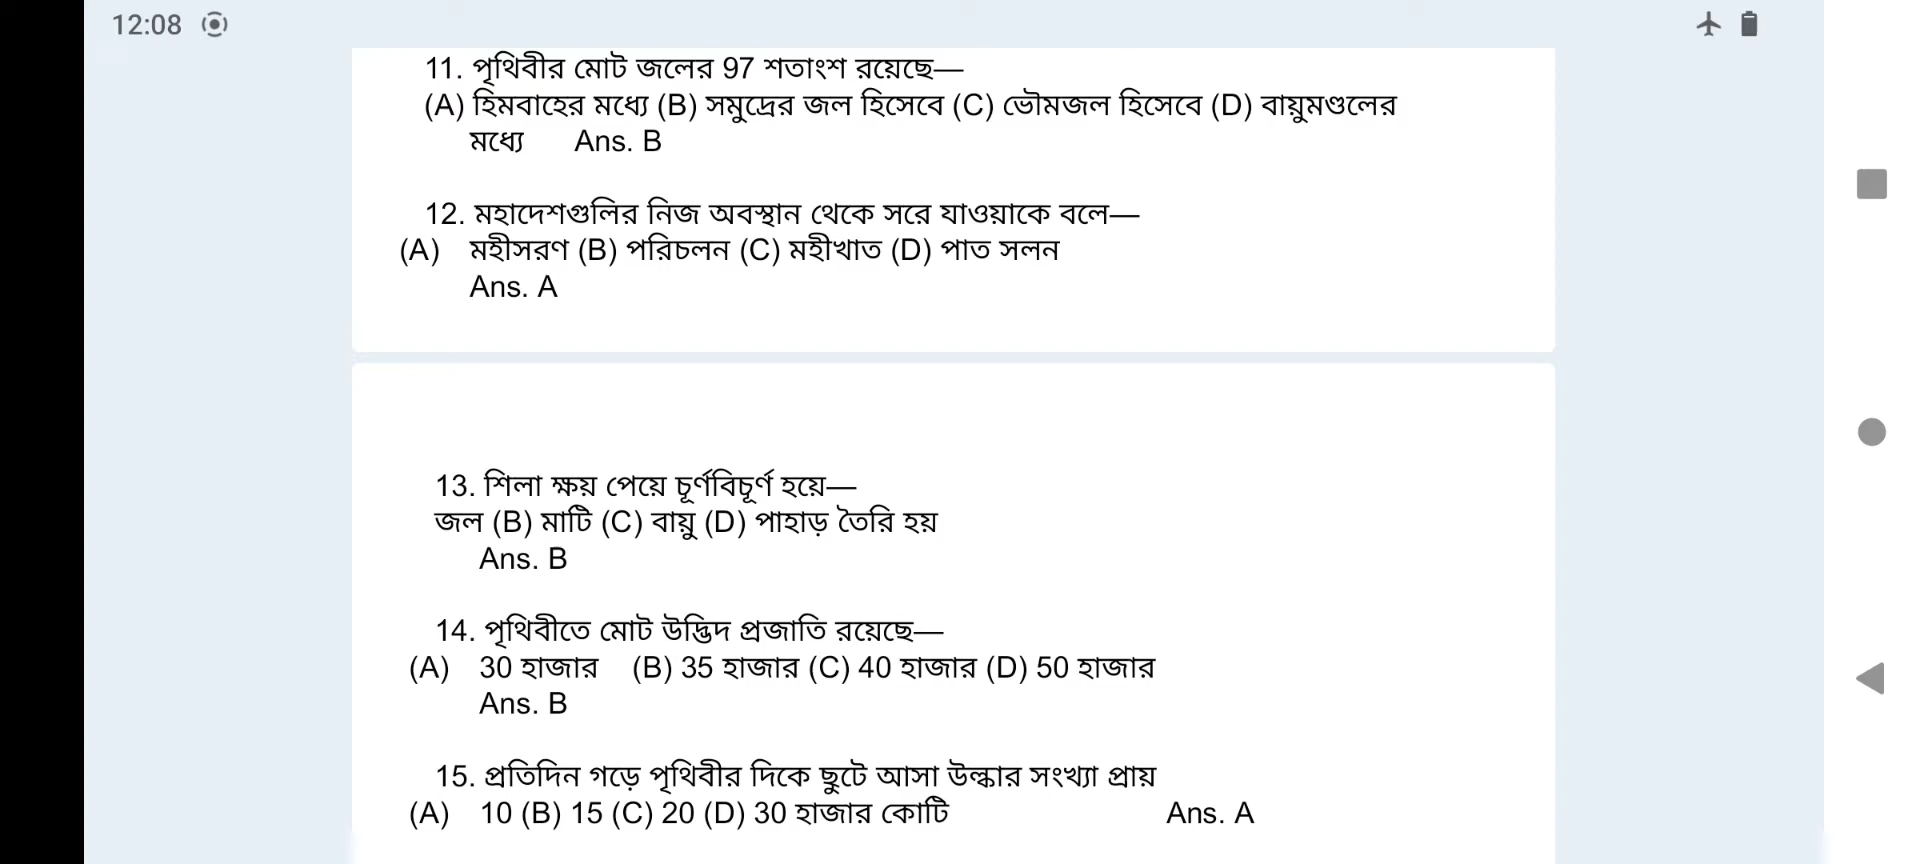 12:08
11. পৃথিবীর মোট জলের 97 শতাংশ রয়েছে—
(A) হিমবাহের মধ্যে (B) সমুদ্রের জল হিসেবে (C) ভৌমজল হিসেবে (D) বায়ুমণ্ডলের
মধ্যে Ans. B
12. মহাদেশগুলির নিজ অবস্থান থেকে সরে যাওয়াকে বলে—
(A) মহীসরণ (B) পরিচলন (C) মহীখাত (D) পাত সলন
Ans. A
13. শিলা ক্ষয় পেয়ে চূর্ণবিচূর্ণ হয়ে—
জল (B) মাটি (C) বায়ু (D) পাহাড় তৈরি হয়
Ans. B
14. পৃথিবীতে মোট উদ্ভিদ প্রজাতি রয়েছে—
(A) 30 হাজার (B) 35 হাজার (C) 40 হাজার (D) 50 হাজার
Ans. B
15. প্রতিদিন গড়ে পৃথিবীর দিকে ছুটে আসা উল্কার সংখ্যা প্রায়
(A) 10 (B) 15 (C) 20 (D) 30 হাজার কোটি Ans. A